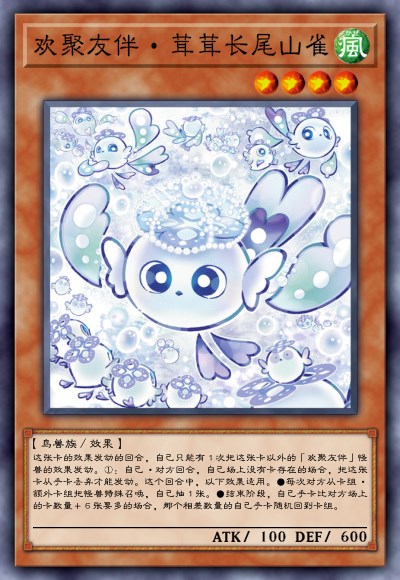 欢聚友伴·茸茸长尾山雀
風
【鸟兽族/效果】
这张卡的效果发动的回合，自己只能有1次把这张卡以外的「欢聚友伴」怪
兽的效果发动。①：自己·对方回合，自己场上没有卡存在的场合，把这张
卡从手卡丢弃才能发动。这个回合中，以下效果适用。●每次对方从卡组·
额外卡组把怪兽特殊召唤，自己抽1张。●结束阶段，自己手卡比对方场上
的卡数量＋6张要多的场合，那个相差数量的自己手卡随机回到卡组。
ATK/ 100 DEF/ 600